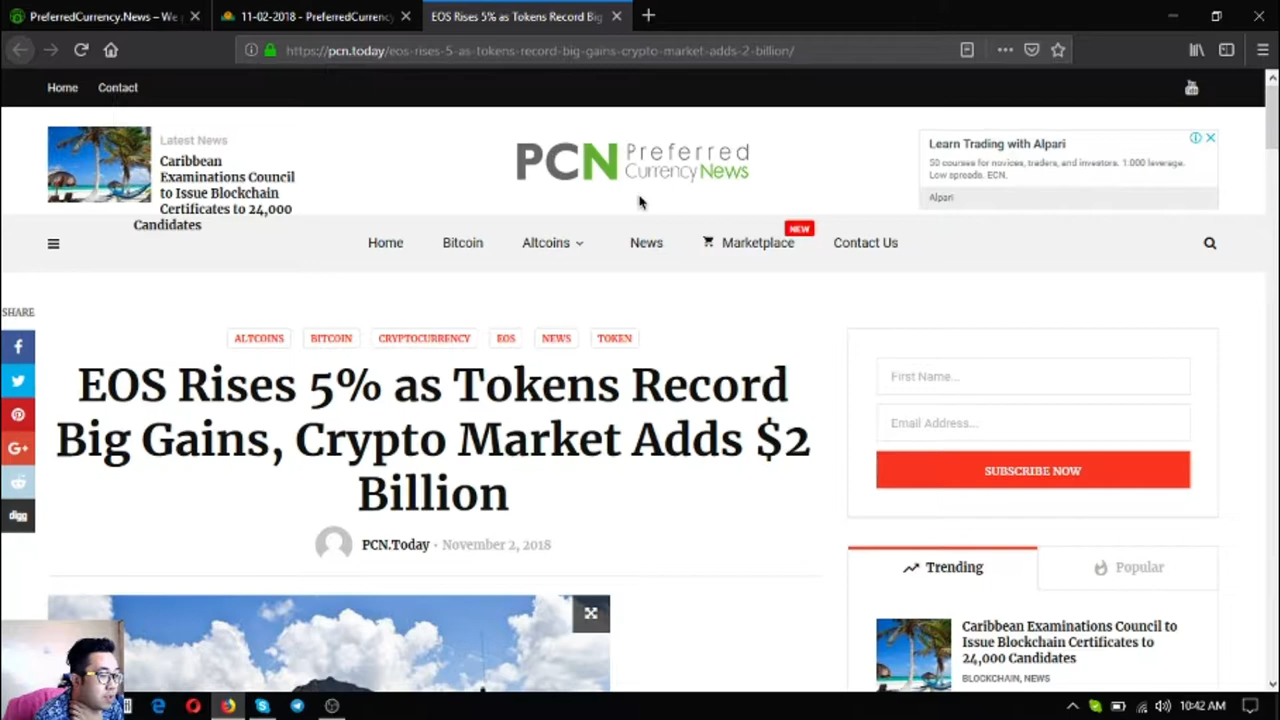 PreferredCurrency.News – We p
11-02-2018 - PreferredCurrency
EOS Rises 5% as Tokens Record Big
https://pcn.today/eos-rises-5-as-tokens-record-big-gains-crypto-market-adds-2-billion/
Home Contact
Latest News
Caribbean
Examinations Council
to Issue Blockchain
Certificates to 24,000
Candidates
PCN Preferred
CurrencyNews
Learn Trading with Alpari
50 courses for novices, traders, and investors. 1.000 leverage.
Low spreads. ECN.
Alpari
Home Bitcoin Altcoins News Marketplace NEW Contact Us
SHARE
ALTCOINS BITCOIN CRYPTOCURRENCY EOS NEWS TOKEN
EOS Rises 5% as Tokens Record
Big Gains, Crypto Market Adds $2
Billion
PCN.Today • November 2, 2018
First Name...
Email Address...
SUBSCRIBE NOW
Trending Popular
Caribbean Examinations Council to
Issue Blockchain Certificates to
24,000 Candidates
BLOCKCHAIN, NEWS
digg
10:42 AM